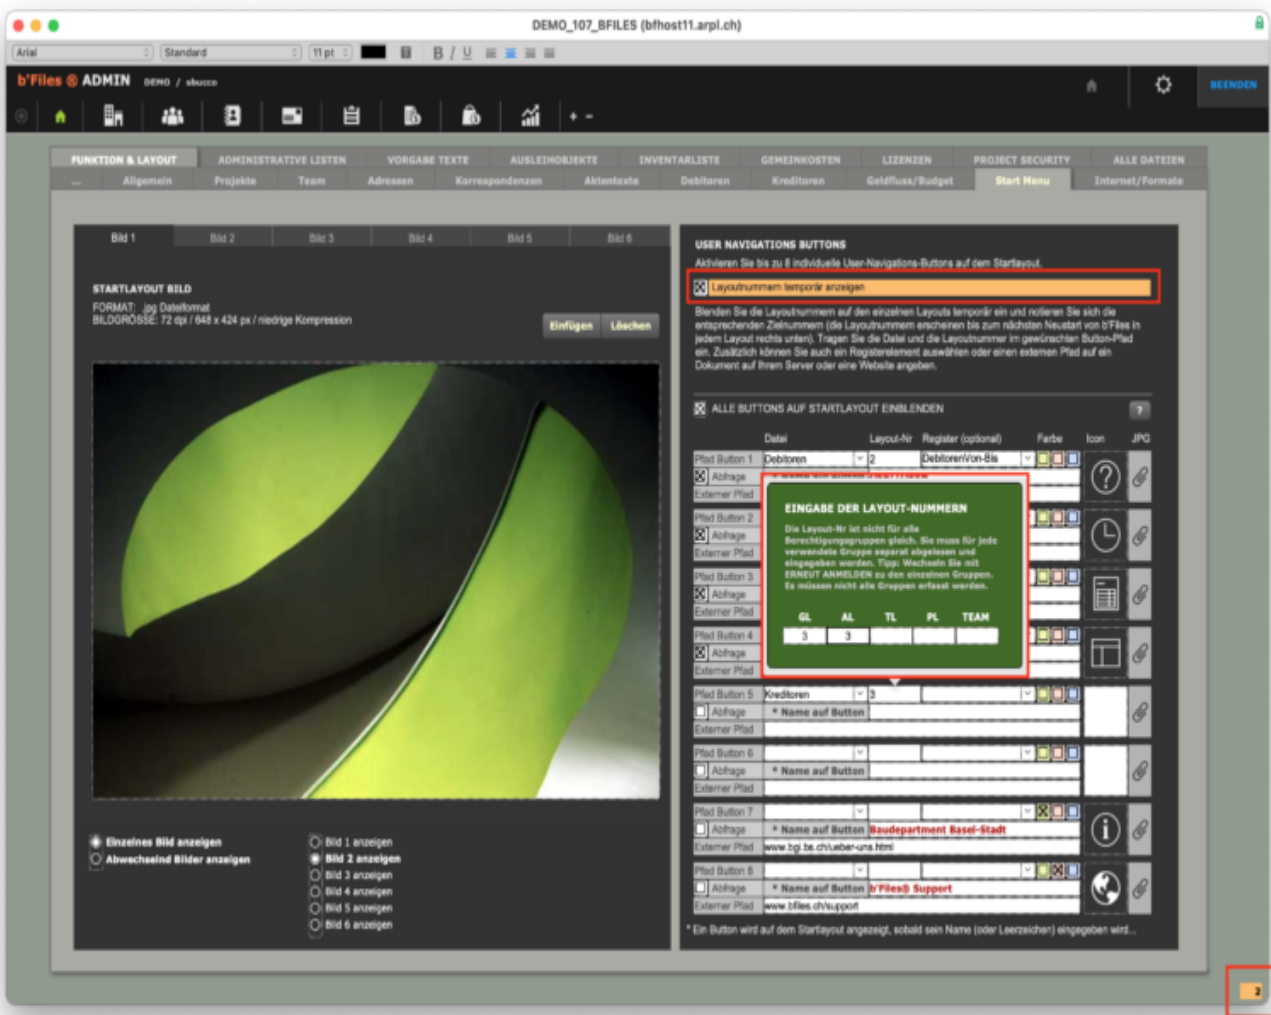 DEMO_107_BFILES (bfhost11.arpl.ch)
Arial Standard 11 pt B I U
b'Files ® ADMIN DEMO / sbucco
BEENDEN
+ -
FUNKTION & LAYOUT ADMINISTRATIVE LISTEN VORGABE TEXTE AUSLEIHOBJEKTE INVENTARLISTE GEMEINKOSTEN LIZENZEN PROJECT SECURITY ALLE DATEIEN
... Allgemein Projekte Team Adressen Korrespondenzen Aktentexte Debitoren Kreditoren Geldfluss/Budget Start Menu Internet/Formate
Bild 1 Bild 2 Bild 3 Bild 4 Bild 5 Bild 6
STARTLAYOUT BILD
FORMAT: .jpg Dateiformat
BILDGRÖSSE: 72 dpi / 648 x 424 px / niedrige Kompression
Einfügen Löschen
Einzelnes Bild anzeigen
Abwechselnd Bilder anzeigen
Bild 1 anzeigen
Bild 2 anzeigen
Bild 3 anzeigen
Bild 4 anzeigen
Bild 5 anzeigen
Bild 6 anzeigen
USER NAVIGATIONS BUTTONS
Aktivieren Sie bis zu 8 individuelle User-Navigations-Buttons auf dem Startlayout.
Layoutnummern temporär anzeigen
Blenden Sie die Layoutnummern auf den einzelnen Layouts temporär ein und notieren Sie sich die
entsprechenden Zielnummern (die Layoutnummern erscheinen bis zum nächsten Neustart von b'Files in
jedem Layout rechts unten). Tragen Sie die Datei und die Layoutnummer im gewünschten Button-Pfad
ein. Zusätzlich können Sie auch ein Registerelement auswählen oder einen externen Pfad auf ein
Dokument auf Ihrem Server oder eine Website angeben.
ALLE BUTTONS AUF STARTLAYOUT EINBLENDEN ?
Datei Layout-Nr Register (optional) Farbe Icon JPG
Pfad Button 1 Debitoren 2 DebitorenVon-Bis
Abfrage
Externer Pfad
Pfad Button 2
Abfrage
Externer Pfad
Pfad Button 3
Abfrage
Externer Pfad
Pfad Button 4
Abfrage
Externer Pfad
EINGABE DER LAYOUT-NUMMERN
Die Layout-Nr ist nicht für alle
Berechtigungsgruppen gleich. Sie muss für jede
verwendete Gruppe separat abgelesen und
eingegeben werden. Tipp: Wechseln Sie mit
ERNEUT ANMELDEN zu den einzelnen Gruppen.
Es müssen nicht alle Gruppen erfasst werden.
GL AL TL PL TEAM
3 3
Pfad Button 5 Kreditoren 3
Abfrage * Name auf Button
Externer Pfad
Pfad Button 6
Abfrage * Name auf Button
Externer Pfad
Pfad Button 7
Abfrage * Name auf Button Baudepartment Basel-Stadt
Externer Pfad www.bgi.bs.ch/ueber-uns.html
Pfad Button 8
Abfrage * Name auf Button b'Files® Support
Externer Pfad www.bfiles.ch/support
* Ein Button wird auf dem Startlayout angezeigt, sobald sein Name (oder Leerzeichen) eingegeben wird...
2